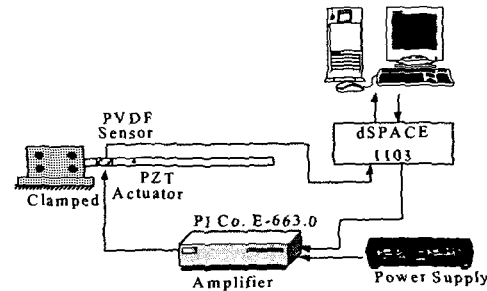 PVDF
Sensor
dSPACE
1103
PZT
Actuator
Clamped
PI Co. E-663.0
Amplifier
Power Supply